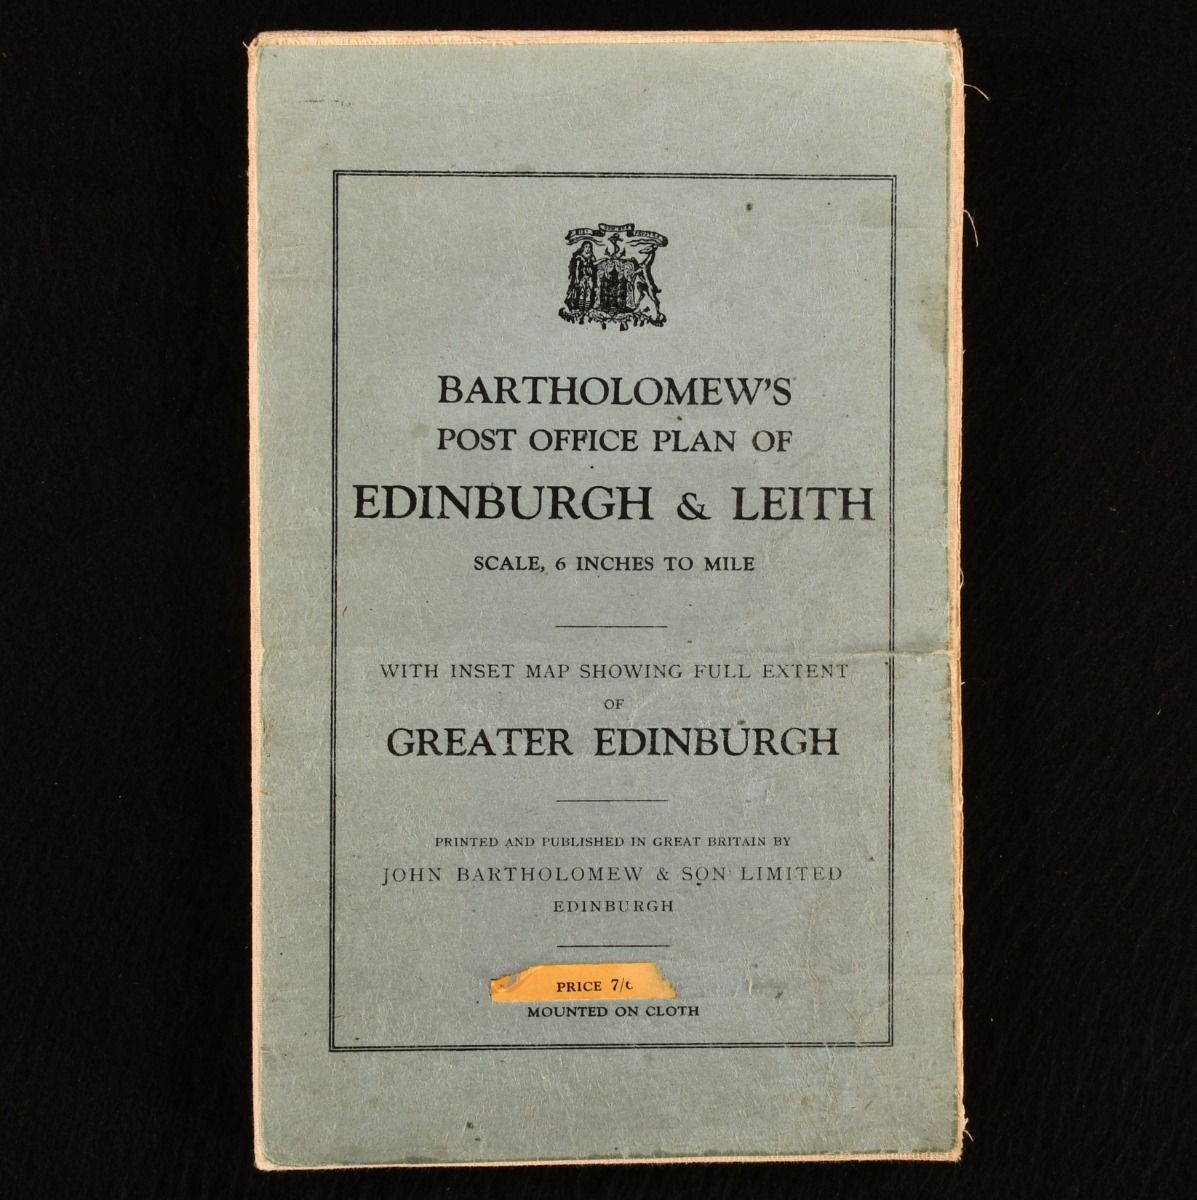 BARTHOLOMEW'S
POST OFFICE PLAN OF
EDINBURGH & LEITH
SCALE, 6 INCHES TO MILE
WITH INSET MAP SHOWING FULL EXTENT
OF
GREATER EDINBURGH
PRINTED AND PUBLISHED IN GREAT BRITAIN BY
JOHN BARTHOLOMEW & SON LIMITED
EDINBURGH
PRICE 7/
MOUNTED ON CLOTH